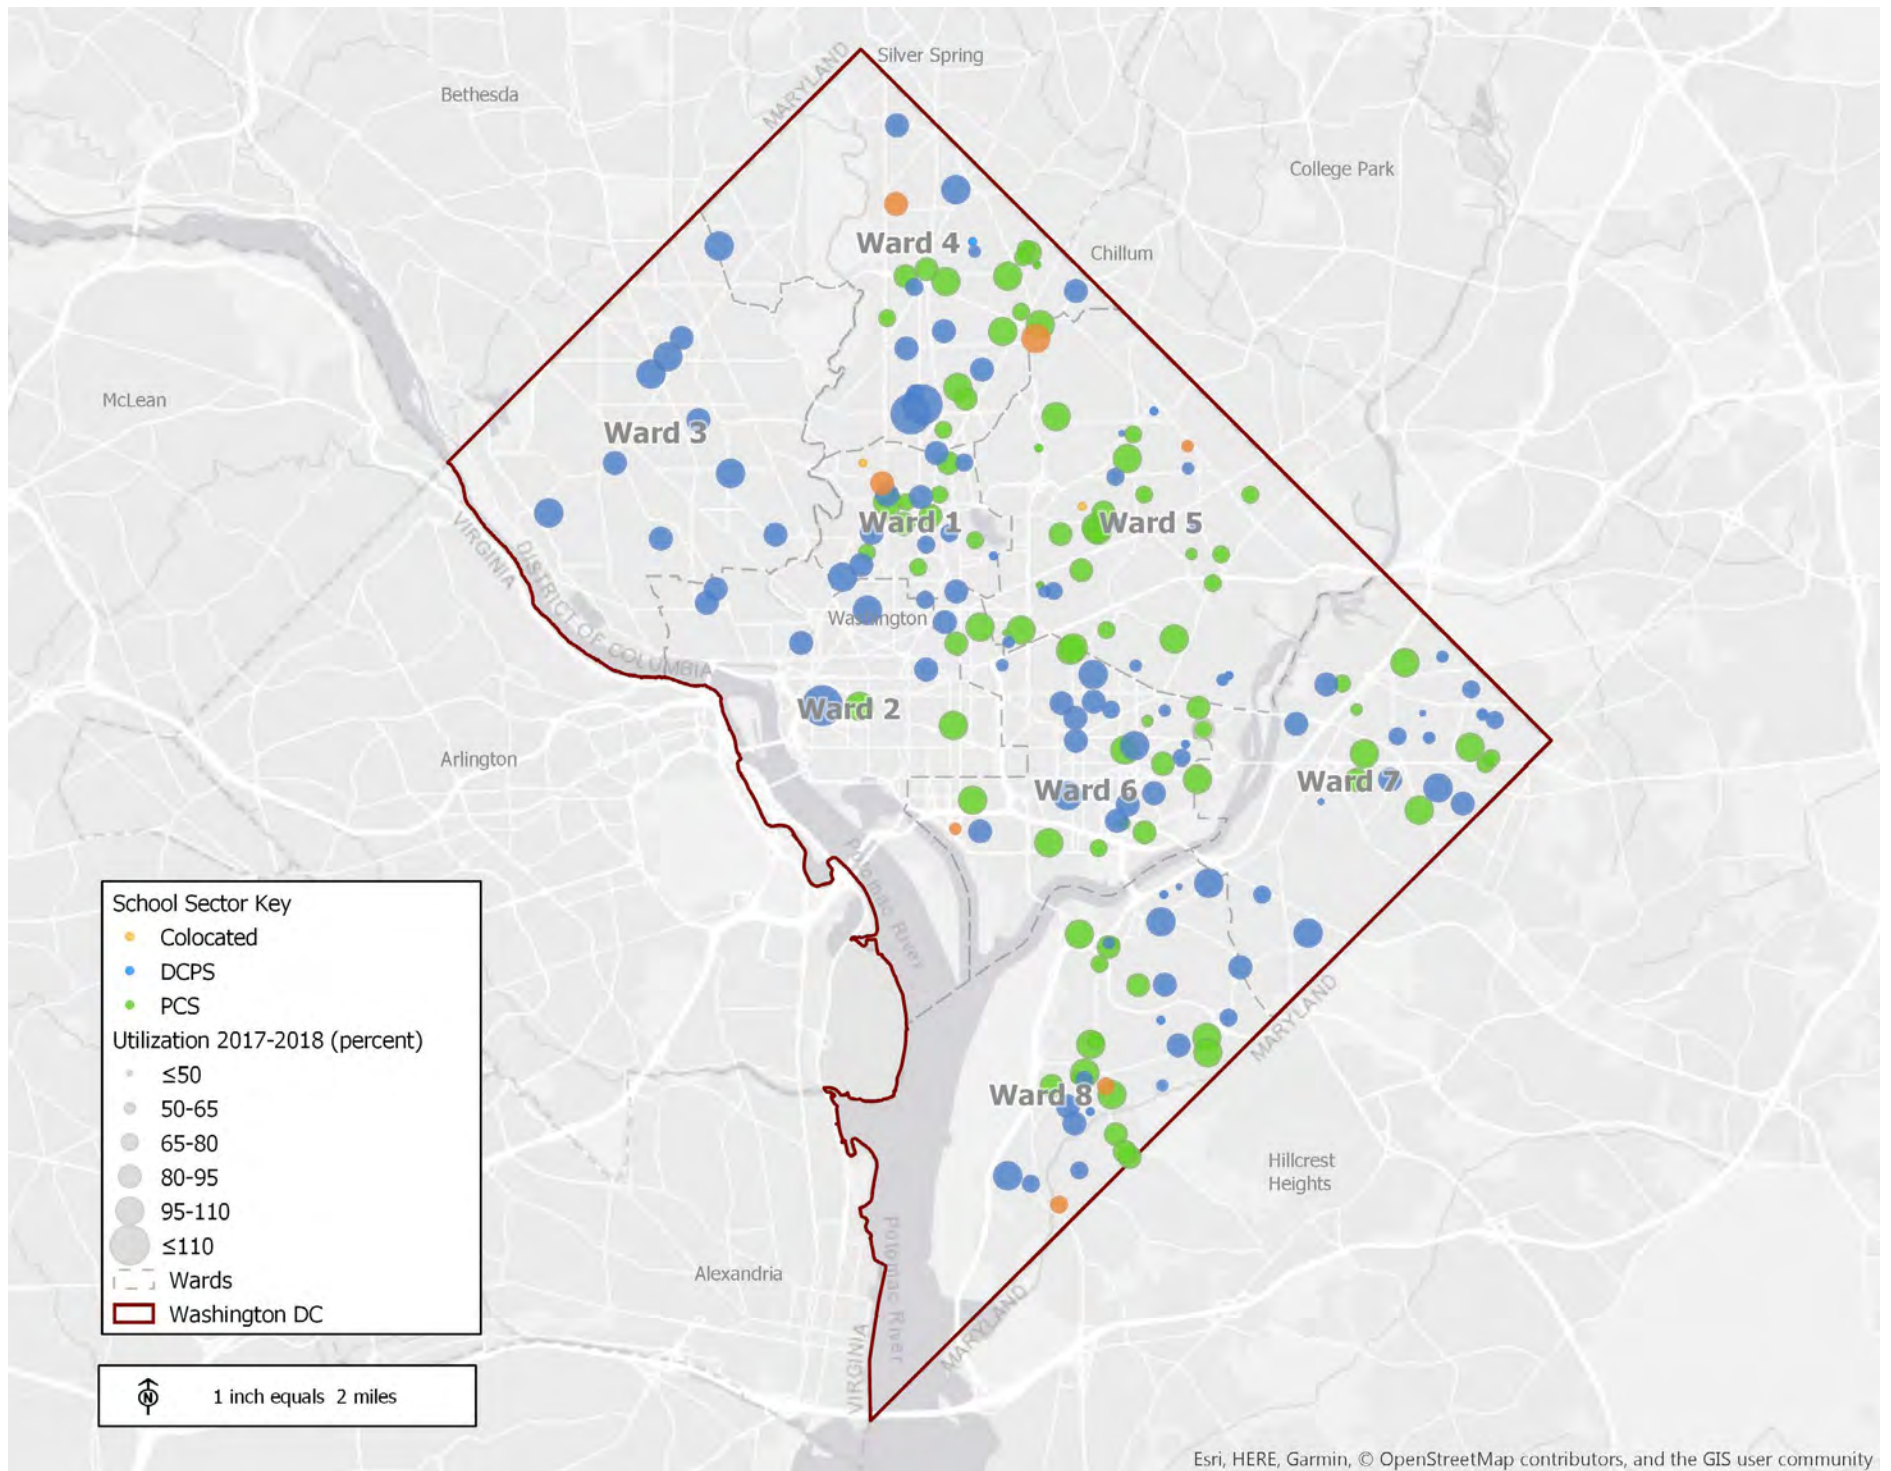 Silver Spring
MARYLAND
Bethesda
College Park
Ward 4
Chillum
McLean
Ward 3
VIRGINIA
DISTRICT OF COLUMBIA
Ward 1
Ward 5
Washington
Ward 2
Arlington
Ward 6
Ward 7
Potomac River
MARYLAND
Ward 8
Hillcrest
Heights
Alexandria
Potomac River
MARYLAND
VIRGINIA
School Sector Key
Colocated
DCPS
PCS
Utilization 2017-2018 (percent)
≤50
50-65
65-80
80-95
95-110
≤110
Wards
Washington DC
N
1 inch equals 2 miles
Esri, HERE, Garmin, © OpenStreetMap contributors, and the GIS user community